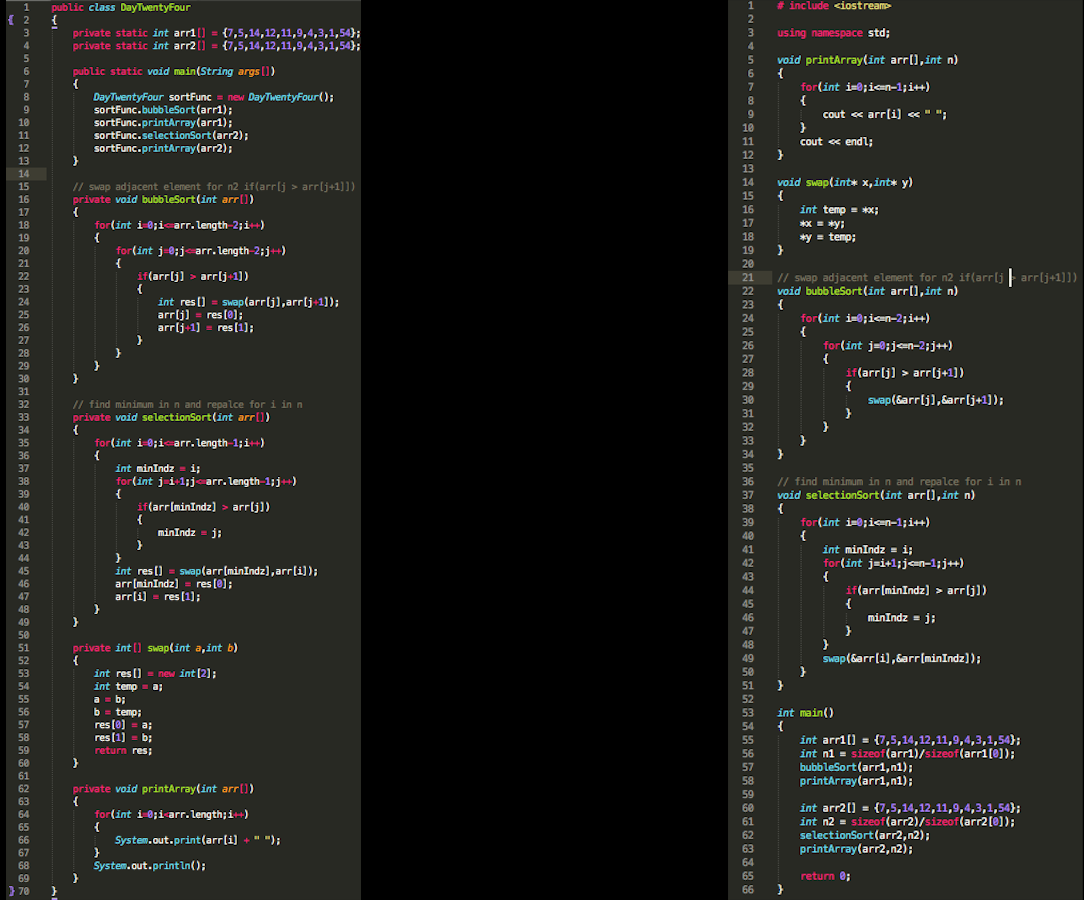 1 public class DayTwentyFour
{ 2 {
3 private static int arr1[] = {7,5,14,12,11,9,4,3,1,54};
4 private static int arr2[] = {7,5,14,12,11,9,4,3,1,54};
5
6 public static void main(String args[])
7 {
8 DayTwentyFour sortFunc = new DayTwentyFour();
9 sortFunc.bubbleSort(arr1);
10 sortFunc.printArray(arr1);
11 sortFunc.selectionSort(arr2);
12 sortFunc.printArray(arr2);
13 }
14
15 // swap adjacent element for n2 if(arr[j > arr[j+1]])
16 private void bubbleSort(int arr[])
17 {
18 for(int i=0;i<=arr.length-2;i++)
19 {
20 for(int j=0;j<=arr.length-2;j++)
21 {
22 if(arr[j] > arr[j+1])
23 {
24 int res[] = swap(arr[j],arr[j+1]);
25 arr[j] = res[0];
26 arr[j+1] = res[1];
27 }
28 }
29 }
30 }
31
32 // find minimum in n and repalce for i in n
33 private void selectionSort(int arr[])
34 {
35 for(int i=0;i<=arr.length-1;i++)
36 {
37 int minIndz = i;
38 for(int j=i+1;j<=arr.length-1;j++)
39 {
40 if(arr[minIndz] > arr[j])
41 {
42 minIndz = j;
43 }
44 }
45 int res[] = swap(arr[minIndz],arr[i]);
46 arr[minIndz] = res[0];
47 arr[i] = res[1];
48 }
49 }
50
51 private int[] swap(int a,int b)
52 {
53 int res[] = new int[2];
54 int temp = a;
55 a = b;
56 b = temp;
57 res[0] = a;
58 res[1] = b;
59 return res;
60 }
61
62 private void printArray(int arr[])
63 {
64 for(int i=0;i<arr.length;i++)
65 {
66 System.out.print(arr[i] + " ");
67 }
68 System.out.println();
69 }
} 70 }
1 # include <iostream>
2
3 using namespace std;
4
5 void printArray(int arr[],int n)
6 {
7 for(int i=0;i<=n-1;i++)
8 {
9 cout << arr[i] << " ";
10 }
11 cout << endl;
12 }
13
14 void swap(int* x,int* y)
15 {
16 int temp = *x;
17 *x = *y;
18 *y = temp;
19 }
20
21 // swap adjacent element for n2 if(arr[j > arr[j+1]])
22 void bubbleSort(int arr[],int n)
23 {
24 for(int i=0;i<=n-2;i++)
25 {
26 for(int j=0;j<=n-2;j++)
27 {
28 if(arr[j] > arr[j+1])
29 {
30 swap(&arr[j],&arr[j+1]);
31 }
32 }
33 }
34 }
35
36 // find minimum in n and repalce for i in n
37 void selectionSort(int arr[],int n)
38 {
39 for(int i=0;i<=n-1;i++)
40 {
41 int minIndz = i;
42 for(int j=i+1;j<=n-1;j++)
43 {
44 if(arr[minIndz] > arr[j])
45 {
46 minIndz = j;
47 }
48 }
49 swap(&arr[i],&arr[minIndz]);
50 }
51 }
52
53 int main()
54 {
55 int arr1[] = {7,5,14,12,11,9,4,3,1,54};
56 int n1 = sizeof(arr1)/sizeof(arr1[0]);
57 bubbleSort(arr1,n1);
58 printArray(arr1,n1);
59
60 int arr2[] = {7,5,14,12,11,9,4,3,1,54};
61 int n2 = sizeof(arr2)/sizeof(arr2[0]);
62 selectionSort(arr2,n2);
63 printArray(arr2,n2);
64
65 return 0;
66 }